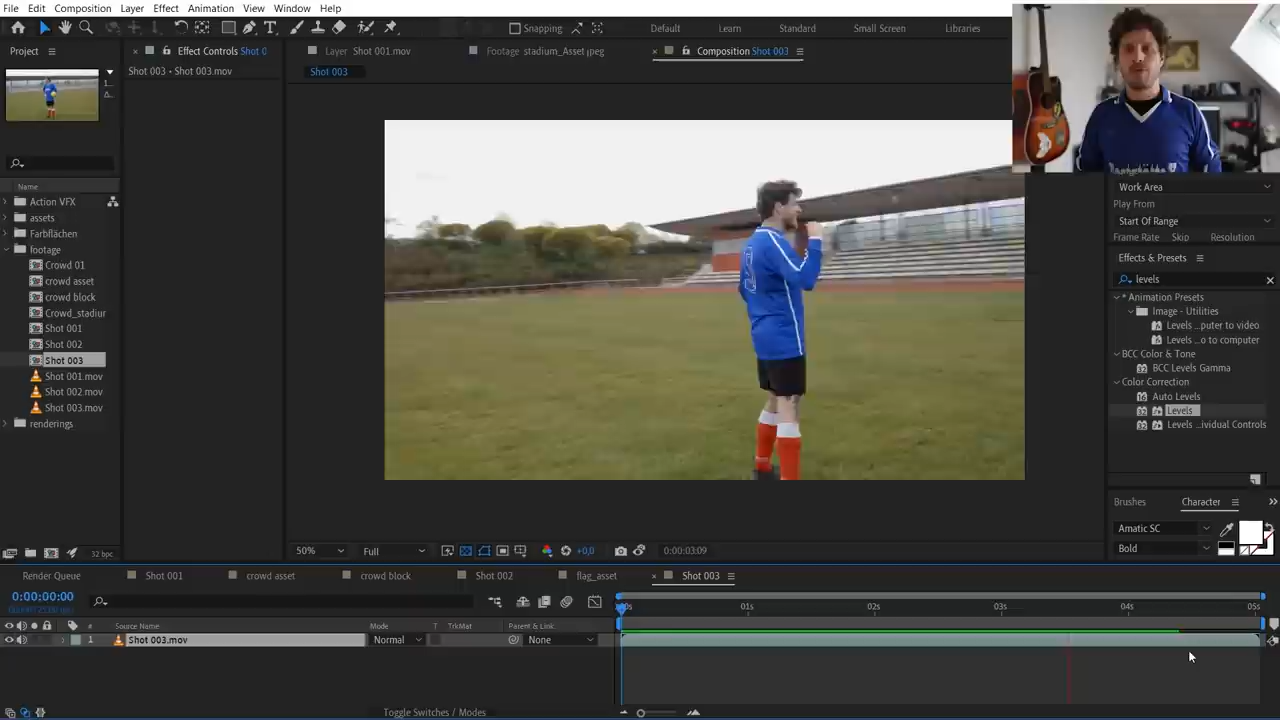 File Edit Composition Layer Effect Animation View Window Help
Snapping
Default Learn Standard Small Screen Libraries
Project
Effect Controls Shot 0
Layer Shot 001.mov
Footage stadium_Asset.jpeg
Composition Shot 003
Shot 003 • Shot 003.mov
Shot 003
Name
Action VFX
assets
Farbflächen
footage
Crowd 01
crowd asset
crowd block
Crowd_stadiur
Shot 001
Shot 002
Shot 003
Shot 001.mov
Shot 002.mov
Shot 003.mov
renderings
Work Area
Play From
Start Of Range
Frame Rate Skip Resolution
Effects & Presets
levels
* Animation Presets
Image - Utilities
Levels ...puter to video
Levels ...o to computer
BCC Color & Tone
BCC Levels Gamma
Color Correction
Auto Levels
Levels
Levels ...ividual Controls
Brushes Character
Amatic SC
Bold
32 bpc
50% Full +0,0 0:00:03:09
Render Queue Shot 001 crowd asset crowd block Shot 002 flag_asset Shot 003
0:00:00:00
01s 02s 03s 04s 05s
# Source Name Mode T TrkMat Parent & Link
1 Shot 003.mov Normal None
Toggle Switches / Modes